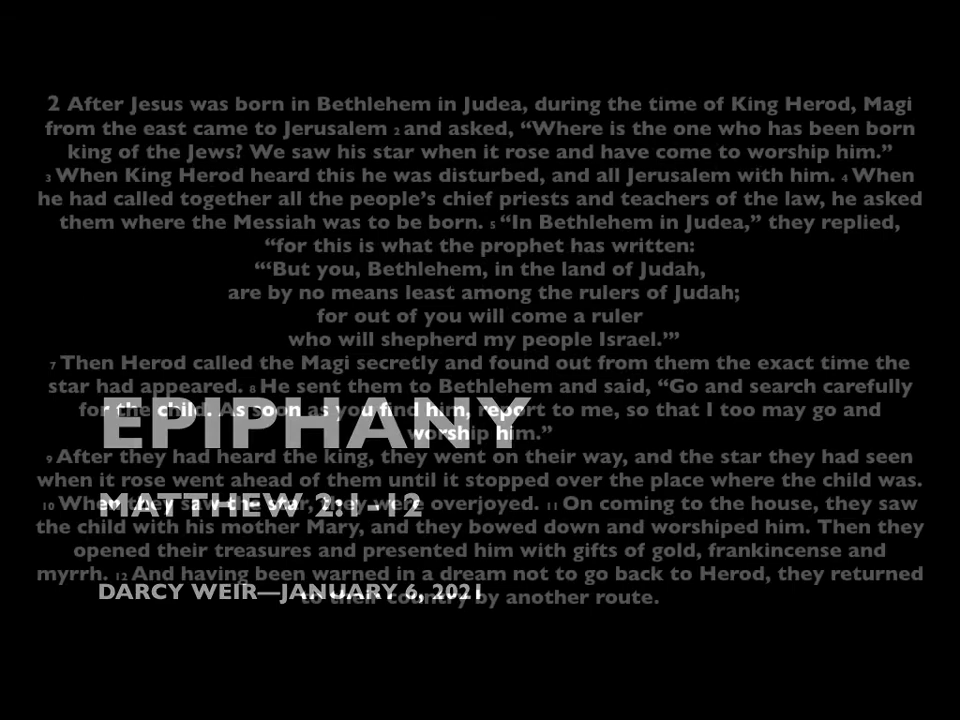 2 After Jesus was born in Bethlehem in Judea, during the time of King Herod, Magi
from the east came to Jerusalem 2 and asked, “Where is the one who has been born
king of the Jews? We saw his star when it rose and have come to worship him.”
3 When King Herod heard this he was disturbed, and all Jerusalem with him. 4 When
he had called together all the people’s chief priests and teachers of the law, he asked
them where the Messiah was to be born. 5 “In Bethlehem in Judea,” they replied,
“for this is what the prophet has written:
“‘But you, Bethlehem, in the land of Judah,
are by no means least among the rulers of Judah;
for out of you will come a ruler
who will shepherd my people Israel.’”
7 Then Herod called the Magi secretly and found out from them the exact time the
star had appeared. 8 He sent them to Bethlehem and said, “Go and search carefully
for the child. As soon as you find him, report to me, so that I too may go and
worship him.”
9 After they had heard the king, they went on their way, and the star they had seen
when it rose went ahead of them until it stopped over the place where the child was.
10 When they saw the star, they were overjoyed. 11 On coming to the house, they saw
the child with his mother Mary, and they bowed down and worshiped him. Then they
opened their treasures and presented him with gifts of gold, frankincense and
myrrh. 12 And having been warned in a dream not to go back to Herod, they returned
to their country by another route.
EPIPHANY
MATTHEW 2:1-12
DARCY WEIR—JANUARY 6, 2021